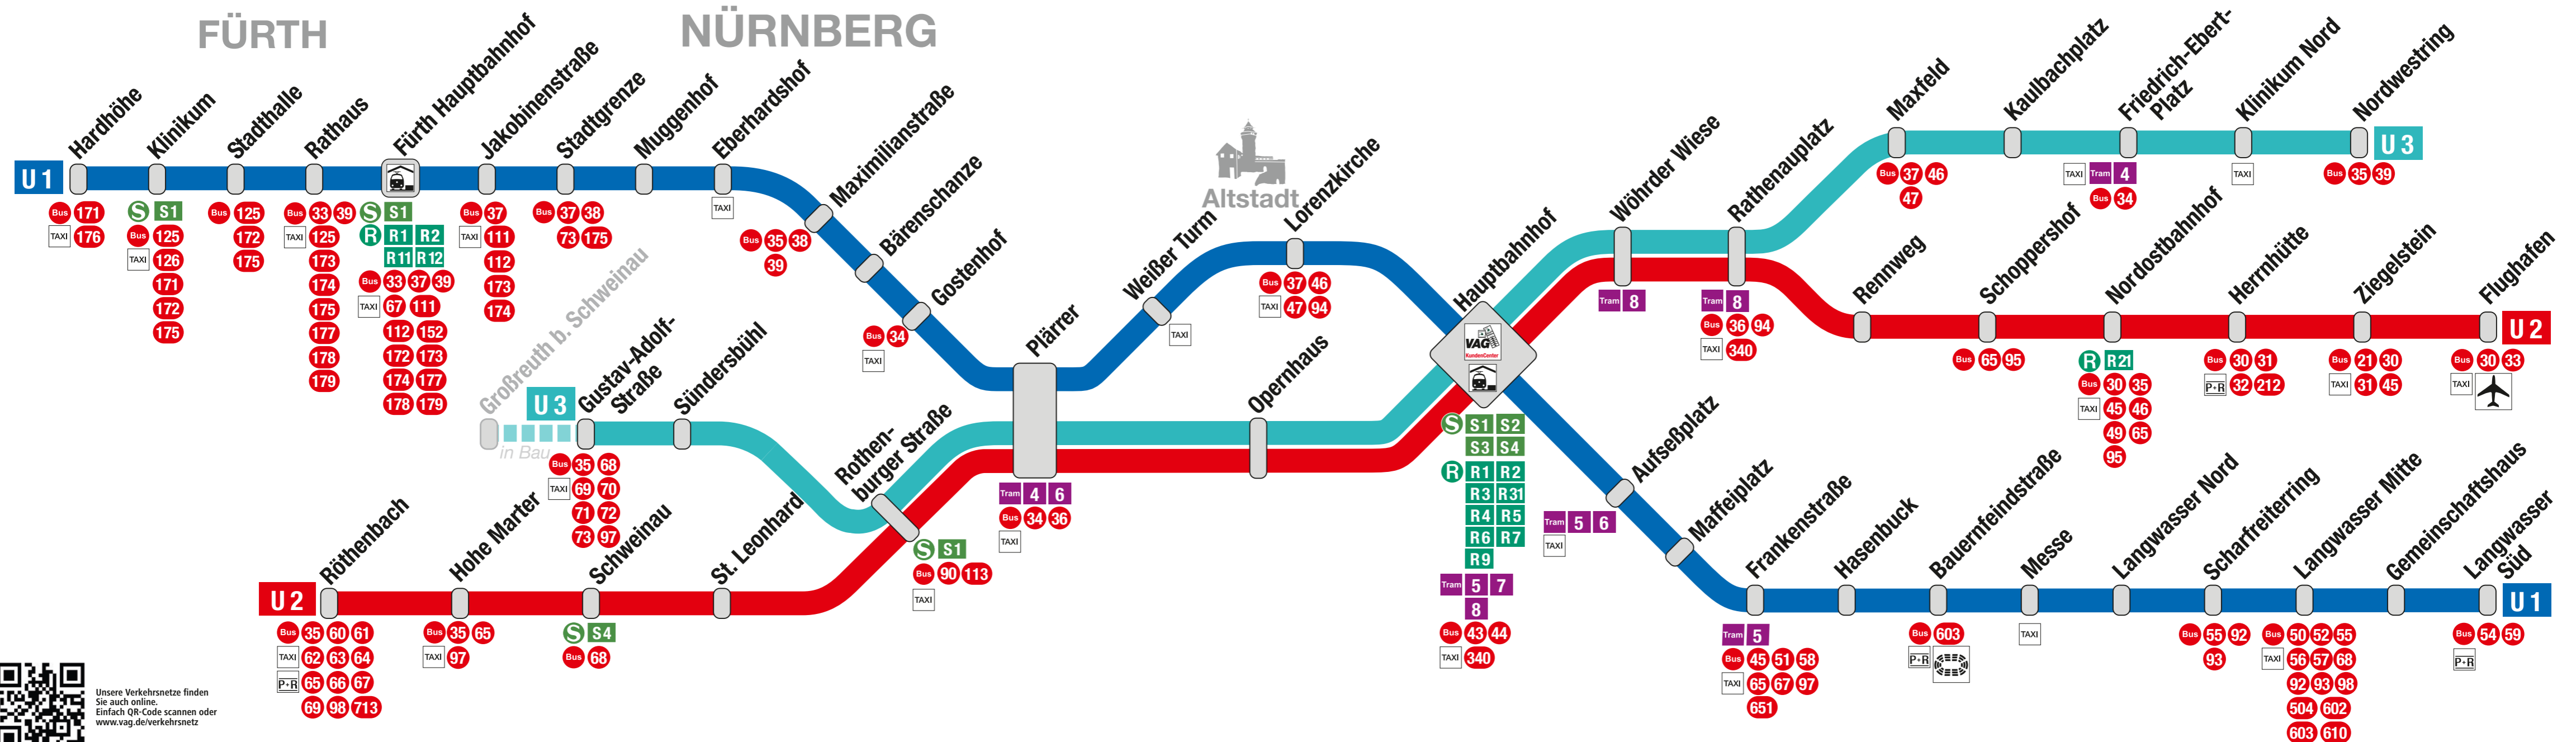 FÜRTH
NÜRNBERG
U1
Hardhöhe
Bus 171
TAXI 176
Klinikum
S S1
Bus 125
TAXI 126
171
172
175
Stadthalle
Bus 125
172
175
Rathaus
Bus 33 39
TAXI 125
173
174
175
177
178
179
Fürth Hauptbahnhof
S S1
R R1 R2
R11 R12
Bus 33 37 39
TAXI 67 111
112 152
172 173
174 177
178 179
Jakobinenstraße
Bus 37
TAXI 111
112
173
174
Stadtgrenze
Bus 37 38
73 175
Muggenhof
Eberhardshof
TAXI
Maximilianstraße
Bus 35 38
39
Bärenschanze
Gostenhof
Bus 34
TAXI
Plärrer
Tram 4 6
Bus 34 36
TAXI
Weißer Turm
TAXI
Altstadt
Lorenzkirche
Bus 37 46
TAXI 47 94
Hauptbahnhof
VAG
KundenCenter
S S1 S2
S3 S4
R R1 R2
R3 R31
R4 R5
R6 R7
R9
Tram 5 7
8
Bus 43 44
TAXI 340
Aufseßplatz
Tram 5 6
TAXI
Maffeiplatz
Frankenstraße
Tram 5
Bus 45 51 58
TAXI 65 67 97
651
Hasenbuck
Bauernfeindstraße
Bus 603
P+R
Messe
TAXI
Langwasser Nord
Scharfreiterring
Bus 55 92
93
Langwasser Mitte
Bus 50 52 55
TAXI 56 57 68
92 93 98
504 602
603 610
Gemeinschaftshaus
Langwasser
Süd
Bus 54 59
P+R
U1
Großreuth b. Schweinau
in Bau
U3
Gustav-Adolf-
Straße
Bus 35 68
TAXI 69 70
71 72
73 97
Sündersbühl
Rothen-
burger Straße
S S1
Bus 90 113
TAXI
Opernhaus
Wöhrder Wiese
Tram 8
Rathenauplatz
Tram 8
Bus 36 94
TAXI 340
Maxfeld
Bus 37 46
47
Kaulbachplatz
Friedrich-Ebert-
Platz
TAXI Tram 4
Bus 34
Klinikum Nord
TAXI
Nordwestring
Bus 35 39
U3
U2
Röthenbach
Bus 35 60 61
TAXI 62 63 64
P+R 65 66 67
69 98 713
Hohe Marter
Bus 35 65
TAXI 97
Schweinau
S S4
Bus 68
St. Leonhard
Rennweg
Schoppershof
Bus 65 95
Nordostbahnhof
R R21
Bus 30 35
TAXI 45 46
49 65
95
Herrnhütte
Bus 30 31
P+R 32 212
Ziegelstein
Bus 21 30
TAXI 31 45
Flughafen
Bus 30 33
TAXI
U2
Unsere Verkehrsnetze finden
Sie auch online.
Einfach QR-Code scannen oder
www.vag.de/verkehrsnetz